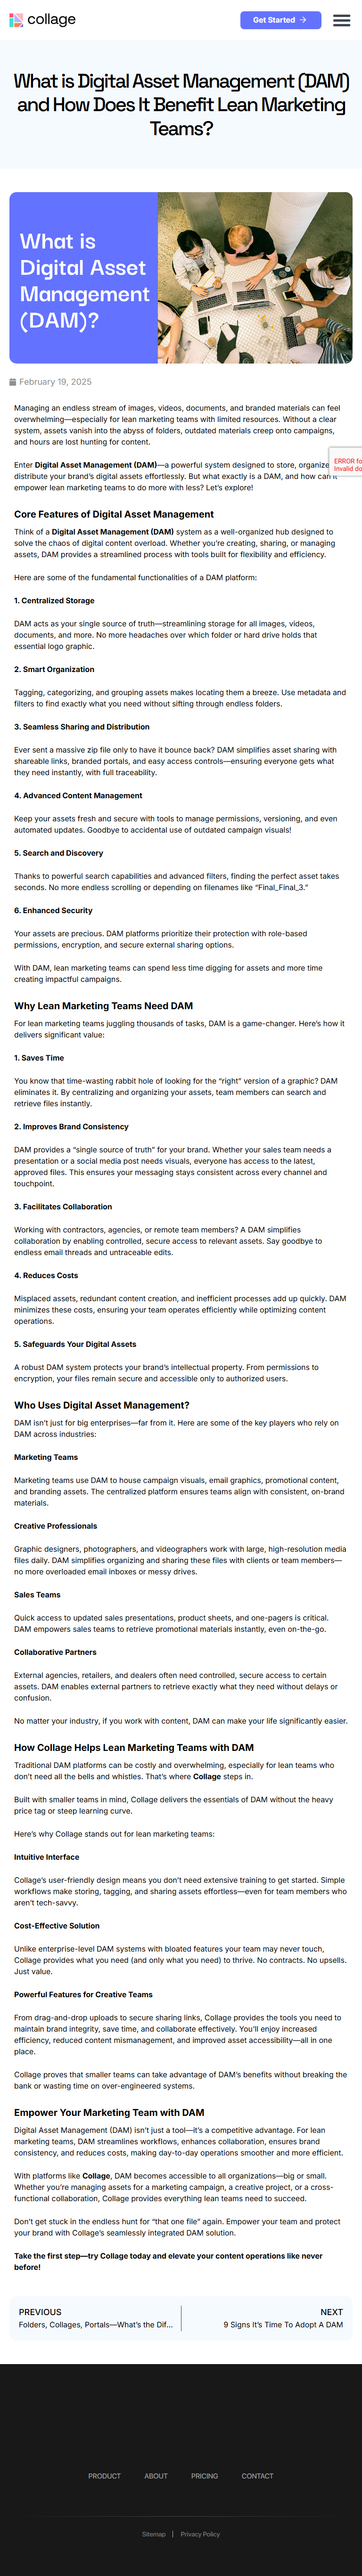 collage
Get Started →
What is Digital Asset Management (DAM)
and How Does It Benefit Lean Marketing
Teams?
What is
Digital Asset
Management
(DAM)?
February 19, 2025
Managing an endless stream of images, videos, documents, and branded materials can feel
overwhelming—especially for lean marketing teams with limited resources. Without a clear
system, assets vanish into the abyss of folders, outdated materials creep onto campaigns,
and hours are lost hunting for content.
Enter Digital Asset Management (DAM)—a powerful system designed to store, organize
distribute your brand's digital assets effortlessly. But what exactly is a DAM, and how can it
empower lean marketing teams to do more with less? Let's explore!
ERROR fo
Invalid do
Core Features of Digital Asset Management
Think of a Digital Asset Management (DAM) system as a well-organized hub designed to
solve the chaos of digital content overload. Whether you're creating, sharing, or managing
assets, DAM provides a streamlined process with tools built for flexibility and efficiency.
Here are some of the fundamental functionalities of a DAM platform:
1. Centralized Storage
DAM acts as your single source of truth—streamlining storage for all images, videos,
documents, and more. No more headaches over which folder or hard drive holds that
essential logo graphic.
2. Smart Organization
Tagging, categorizing, and grouping assets makes locating them a breeze. Use metadata and
filters to find exactly what you need without sifting through endless folders.
3. Seamless Sharing and Distribution
Ever sent a massive zip file only to have it bounce back? DAM simplifies asset sharing with
shareable links, branded portals, and easy access controls—ensuring everyone gets what
they need instantly, with full traceability.
4. Advanced Content Management
Keep your assets fresh and secure with tools to manage permissions, versioning, and even
automated updates. Goodbye to accidental use of outdated campaign visuals!
5. Search and Discovery
Thanks to powerful search capabilities and advanced filters, finding the perfect asset takes
seconds. No more endless scrolling or depending on filenames like “Final_Final_3.”
6. Enhanced Security
Your assets are precious. DAM platforms prioritize their protection with role-based
permissions, encryption, and secure external sharing options.
With DAM, lean marketing teams can spend less time digging for assets and more time
creating impactful campaigns.
Why Lean Marketing Teams Need DAM
For lean marketing teams juggling thousands of tasks, DAM is a game-changer. Here's how it
delivers significant value:
1. Saves Time
You know that time-wasting rabbit hole of looking for the “right” version of a graphic? DAM
eliminates it. By centralizing and organizing your assets, team members can search and
retrieve files instantly.
2. Improves Brand Consistency
DAM provides a “single source of truth” for your brand. Whether your sales team needs a
presentation or a social media post needs visuals, everyone has access to the latest,
approved files. This ensures your messaging stays consistent across every channel and
touchpoint.
3. Facilitates Collaboration
Working with contractors, agencies, or remote team members? A DAM simplifies
collaboration by enabling controlled, secure access to relevant assets. Say goodbye to
endless email threads and untraceable edits.
4. Reduces Costs
Misplaced assets, redundant content creation, and inefficient processes add up quickly. DAM
minimizes these costs, ensuring your team operates efficiently while optimizing content
operations.
5. Safeguards Your Digital Assets
A robust DAM system protects your brand's intellectual property. From permissions to
encryption, your files remain secure and accessible only to authorized users.
Who Uses Digital Asset Management?
DAM isn't just for big enterprises—far from it. Here are some of the key players who rely on
DAM across industries:
Marketing Teams
Marketing teams use DAM to house campaign visuals, email graphics, promotional content,
and branding assets. The centralized platform ensures teams align with consistent, on-brand
materials.
Creative Professionals
Graphic designers, photographers, and videographers work with large, high-resolution media
files daily. DAM simplifies organizing and sharing these files with clients or team members—
no more overloaded email inboxes or messy drives.
Sales Teams
Quick access to updated sales presentations, product sheets, and one-pagers is critical.
DAM empowers sales teams to retrieve promotional materials instantly, even on-the-go.
Collaborative Partners
External agencies, retailers, and dealers often need controlled, secure access to certain
assets. DAM enables external partners to retrieve exactly what they need without delays or
confusion.
No matter your industry, if you work with content, DAM can make your life significantly easier.
How Collage Helps Lean Marketing Teams with DAM
Traditional DAM platforms can be costly and overwhelming, especially for lean teams who
don't need all the bells and whistles. That's where Collage steps in.
Built with smaller teams in mind, Collage delivers the essentials of DAM without the heavy
price tag or steep learning curve.
Here's why Collage stands out for lean marketing teams:
Intuitive Interface
Collage's user-friendly design means you don't need extensive training to get started. Simple
workflows make storing, tagging, and sharing assets effortless—even for team members who
aren't tech-savvy.
Cost-Effective Solution
Unlike enterprise-level DAM systems with bloated features your team may never touch,
Collage provides what you need (and only what you need) to thrive. No contracts. No upsells.
Just value.
Powerful Features for Creative Teams
From drag-and-drop uploads to secure sharing links, Collage provides the tools you need to
maintain brand integrity, save time, and collaborate effectively. You'll enjoy increased
efficiency, reduced content mismanagement, and improved asset accessibility—all in one
place.
Collage proves that smaller teams can take advantage of DAM's benefits without breaking the
bank or wasting time on over-engineered systems.
Empower Your Marketing Team with DAM
Digital Asset Management (DAM) isn't just a tool—it's a competitive advantage. For lean
marketing teams, DAM streamlines workflows, enhances collaboration, ensures brand
consistency, and reduces costs, making day-to-day operations smoother and more efficient.
With platforms like Collage, DAM becomes accessible to all organizations—big or small.
Whether you're managing assets for a marketing campaign, a creative project, or a cross-
functional collaboration, Collage provides everything lean teams need to succeed.
Don't get stuck in the endless hunt for “that one file” again. Empower your team and protect
your brand with Collage's seamlessly integrated DAM solution.
Take the first step—try Collage today and elevate your content operations like never
before!
PREVIOUS
Folders, Collages, Portals—What's the Dif...
NEXT
9 Signs It's Time To Adopt A DAM
PRODUCT ABOUT PRICING CONTACT
Sitemap | Privacy Policy